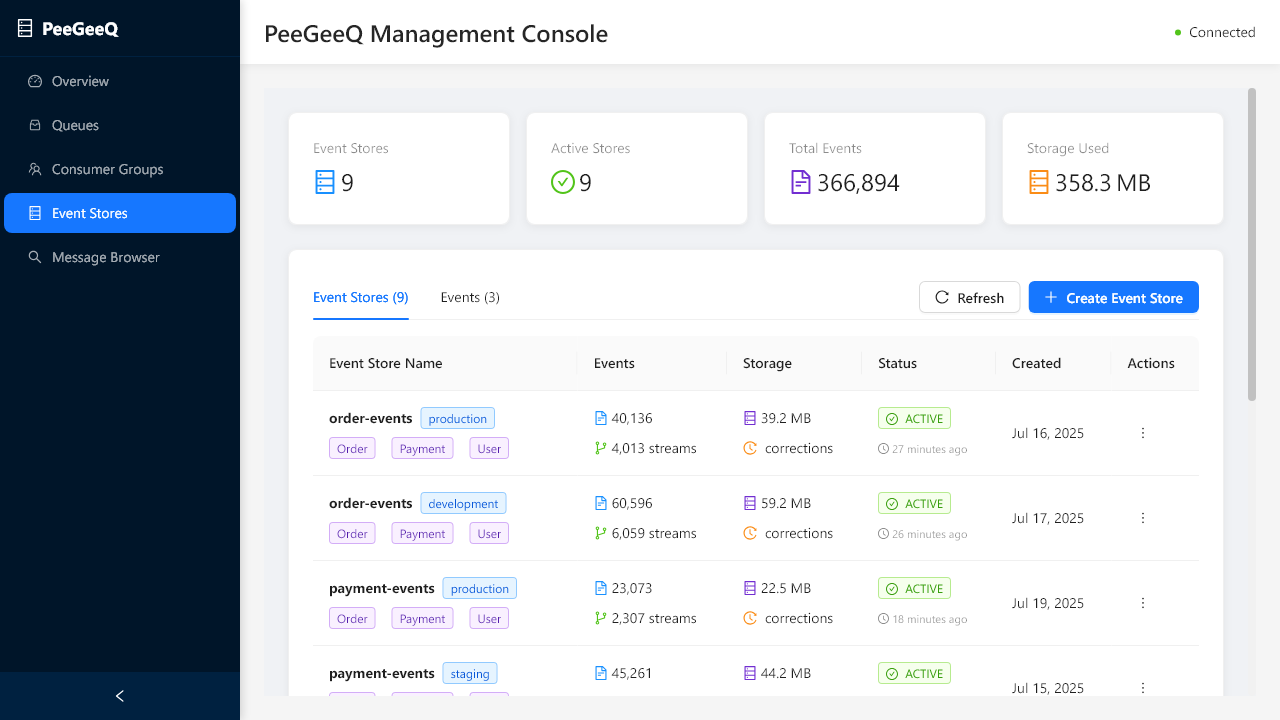 PeeGeeQ
Overview
Queues
Consumer Groups
Event Stores
Message Browser
PeeGeeQ Management Console
Connected
Event Stores
9
Active Stores
9
Total Events
366,894
Storage Used
358.3 MB
Event Stores (9)
Events (3)
Refresh
Create Event Store
Event Store Name Events Storage Status Created Actions
order-events production 40,136 39.2 MB ACTIVE Jul 16, 2025
Order Payment User 4,013 streams corrections 27 minutes ago
order-events development 60,596 59.2 MB ACTIVE Jul 17, 2025
Order Payment User 6,059 streams corrections 26 minutes ago
payment-events production 23,073 22.5 MB ACTIVE Jul 19, 2025
Order Payment User 2,307 streams corrections 18 minutes ago
payment-events staging 45,261 44.2 MB ACTIVE Jul 15, 2025